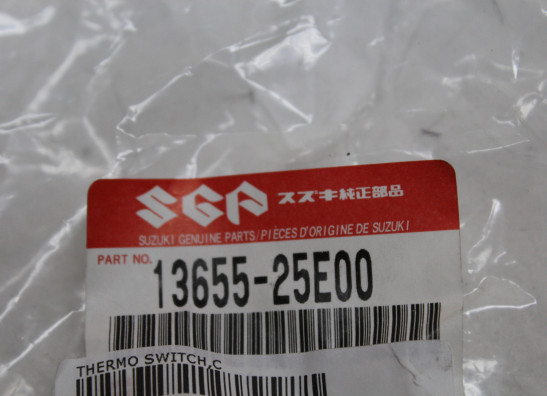 SGP スズキ純正部品
SUZUKI GENUINE PARTS/PIÈCES D'ORIGINE DE SUZUKI
PART NO. 13655-25E00
THERMO SWITCH,C